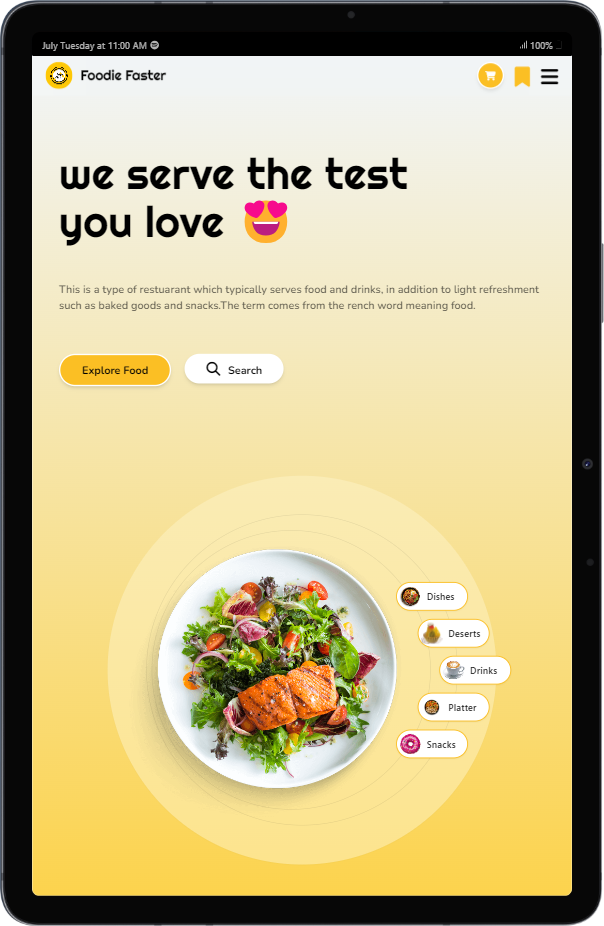 July Tuesday at 11:00 AM
100%
Foodie Faster
we serve the test
you love
This is a type of restuarant which typically serves food and drinks, in addition to light refreshment
such as baked goods and snacks.The term comes from the rench word meaning food.
Explore Food
Search
Dishes
Deserts
Drinks
Platter
Snacks